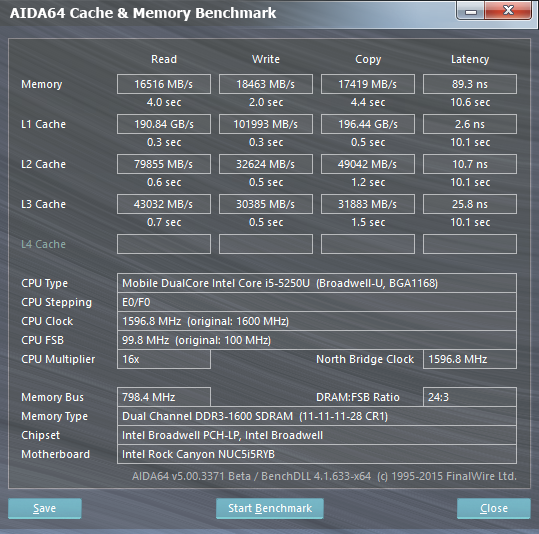 AIDA64 Cache & Memory Benchmark
Read Write Copy Latency
Memory 16516 MB/s 18463 MB/s 17419 MB/s 89.3 ns
4.0 sec 2.0 sec 4.4 sec 10.6 sec
L1 Cache 190.84 GB/s 101993 MB/s 196.44 GB/s 2.6 ns
0.3 sec 0.3 sec 0.5 sec 10.1 sec
L2 Cache 79855 MB/s 32624 MB/s 49042 MB/s 10.7 ns
0.6 sec 0.5 sec 1.2 sec 10.1 sec
L3 Cache 43032 MB/s 30385 MB/s 31883 MB/s 25.8 ns
0.7 sec 0.5 sec 1.5 sec 10.1 sec
L4 Cache
CPU Type Mobile DualCore Intel Core i5-5250U (Broadwell-U, BGA1168)
CPU Stepping E0/F0
CPU Clock 1596.8 MHz (original: 1600 MHz)
CPU FSB 99.8 MHz (original: 100 MHz)
CPU Multiplier 16x North Bridge Clock 1596.8 MHz
Memory Bus 798.4 MHz DRAM:FSB Ratio 24:3
Memory Type Dual Channel DDR3-1600 SDRAM (11-11-11-28 CR1)
Chipset Intel Broadwell PCH-LP, Intel Broadwell
Motherboard Intel Rock Canyon NUC5i5RYB
AIDA64 v5.00.3371 Beta / BenchDLL 4.1.633-x64 (c) 1995-2015 FinalWire Ltd.
Save Start Benchmark Close